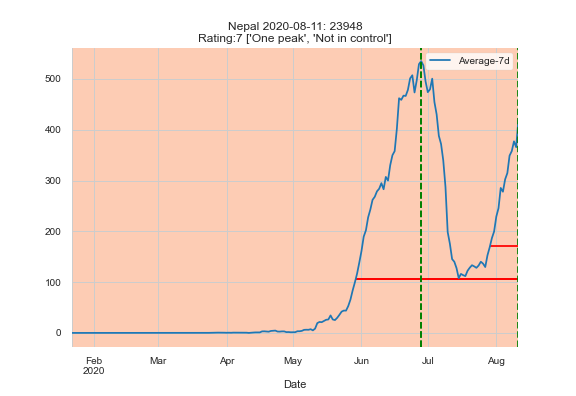 Nepal 2020-08-11: 23948
Rating:7 ['One peak', 'Not in control']
Average-7d
500
400
300
200
100
0
Feb
2020
Mar
Apr
May
Jun
Jul
Aug
Date